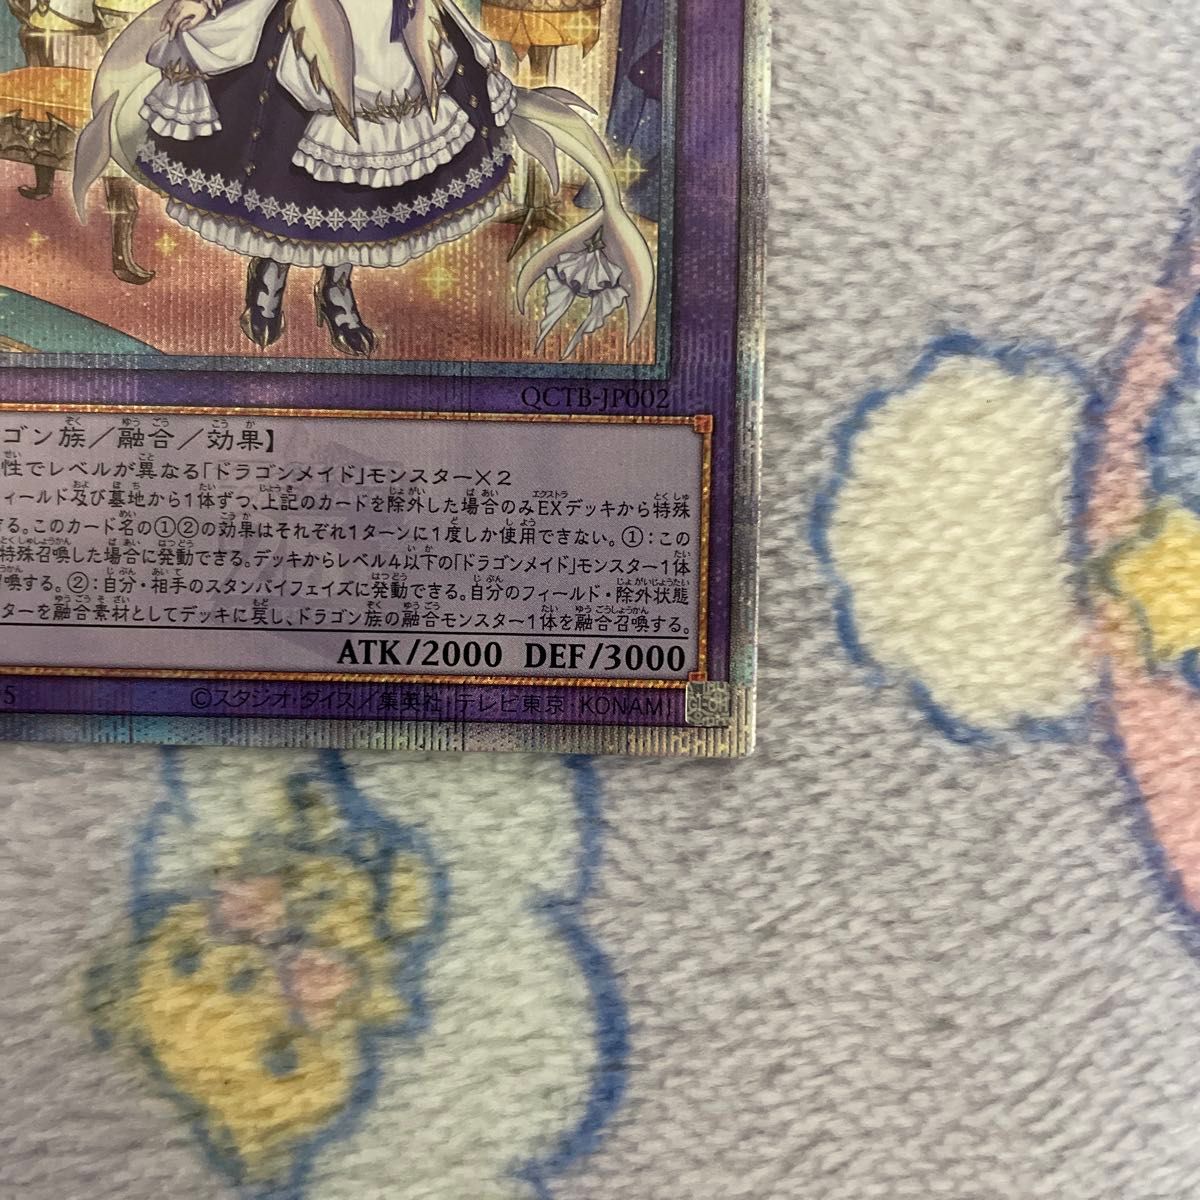 QCTB-JP002
ゴン族／融合／効果】
性でレベルが異なる「ドラゴンメイド」モンスター×２
ィールド及び墓地から１体ずつ、上記のカードを除外した場合のみEXデッキから特殊
きる。このカード名の①②の効果はそれぞれ１ターンに１度しか使用できない。①：この
特殊召喚した場合に発動できる。デッキからレベル４以下の「ドラゴンメイド」モンスター１体
召喚する。②：自分・相手のスタンバイフェイズに発動できる。自分のフィールド・除外状態
ターを融合素材としてデッキに戻し、ドラゴン族の融合モンスター１体を融合召喚する。
ATK/2000 DEF/3000
5 ©スタジオ・ダイス／集英社・テレビ東京・KONAMI